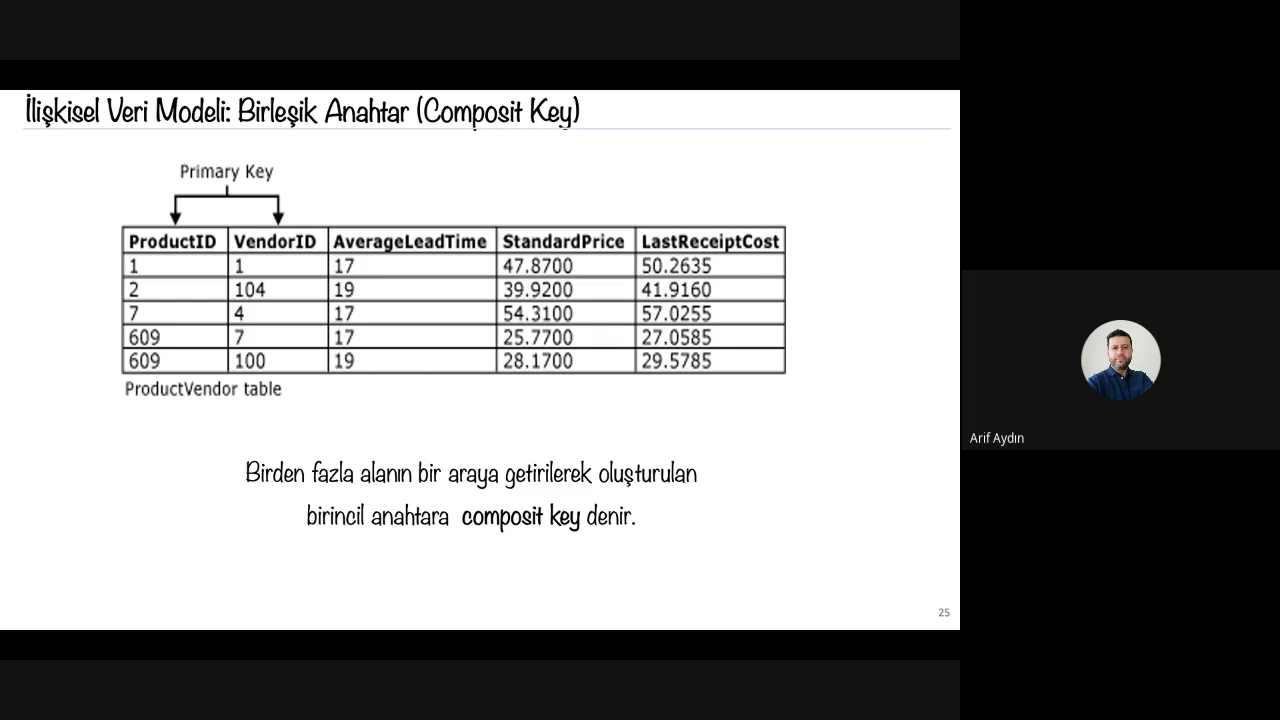 İlişkisel Veri Modeli: Birleşik Anahtar (Composit Key)
Primary Key
ProductID VendorID AverageLeadTime StandardPrice LastReceiptCost
1 1 17 47.8700 50.2635
2 104 19 39.9200 41.9160
7 4 17 54.3100 57.0255
609 7 17 25.7700 27.0585
609 100 19 28.1700 29.5785
ProductVendor table
Birden fazla alanın bir araya getirilerek oluşturulan
birincil anahtara composit key denir.
25
Arif Aydın